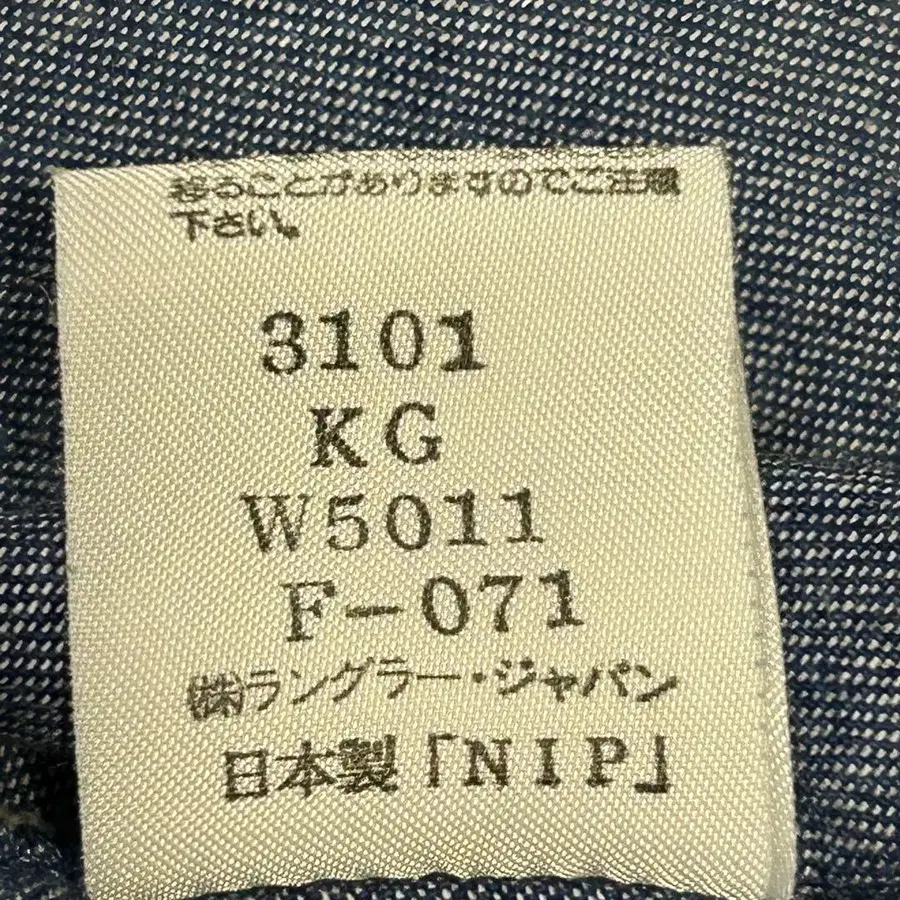 移ることがありますのでご注意
下さい。
3101
KG
W5011
F-071
㈱ラングラー・ジャパン
日本製「NIP」